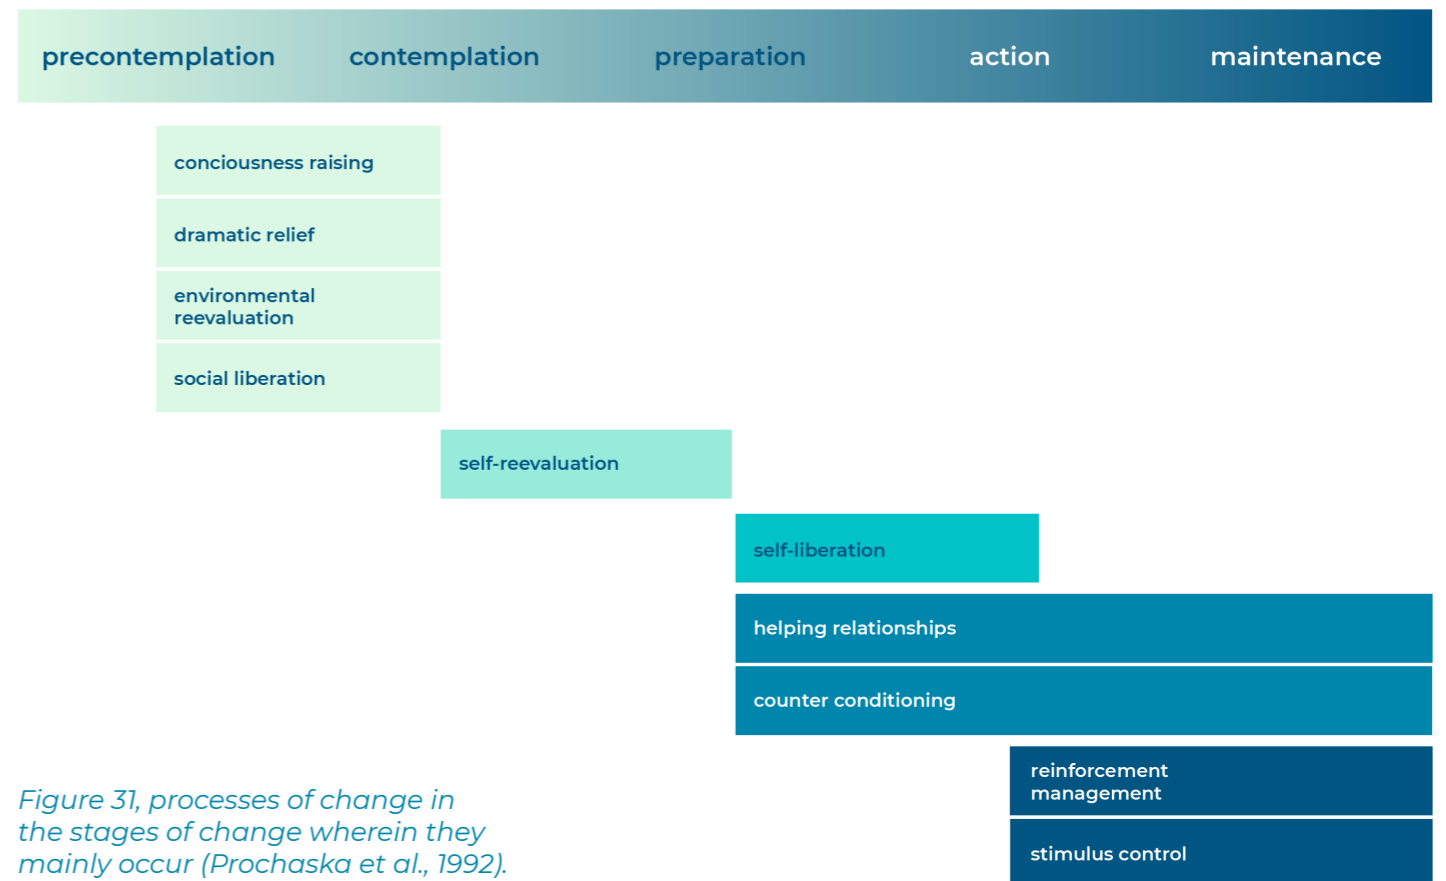 precontemplation contemplation preparation action maintenance
conciousness raising
dramatic relief
environmental
reevaluation
social liberation
self-reevaluation
self-liberation
helping relationships
counter conditioning
reinforcement
management
stimulus control
Figure 31, processes of change in
the stages of change wherein they
mainly occur (Prochaska et al., 1992).